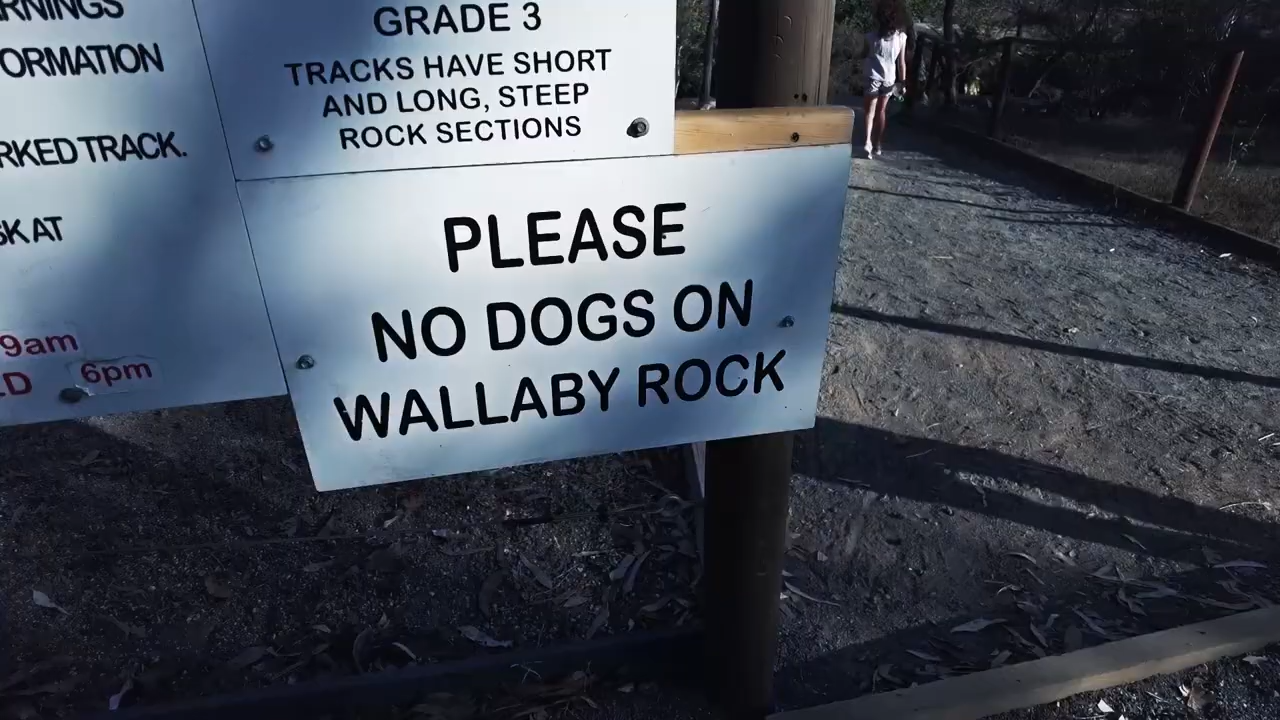 ORMATION
RKED TRACK.
SK AT
9am
LD 6pm
GRADE 3
TRACKS HAVE SHORT
AND LONG, STEEP
ROCK SECTIONS
PLEASE
NO DOGS ON
WALLABY ROCK